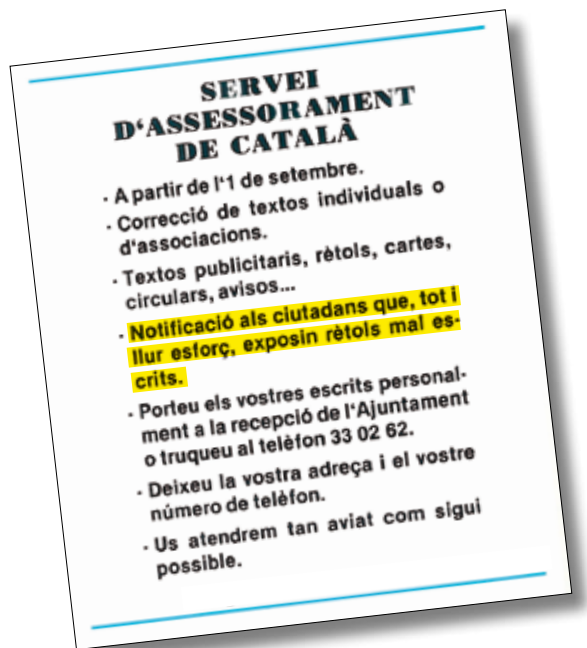 SERVEI
D'ASSESSORAMENT
DE CATALÀ
· A partir de l'1 de setembre.
· Correcció de textos individuals o
d'associacions.
· Textos publicitaris, rètols, cartes,
circulars, avisos...
· Notificació als ciutadans que, tot i
llur esforç, exposin rètols mal es-
crits.
· Porteu els vostres escrits personal-
ment a la recepció de l'Ajuntament
o truqueu al telèfon 33 02 62.
· Deixeu la vostra adreça i el vostre
número de telèfon.
· Us atendrem tan aviat com sigui
possible.